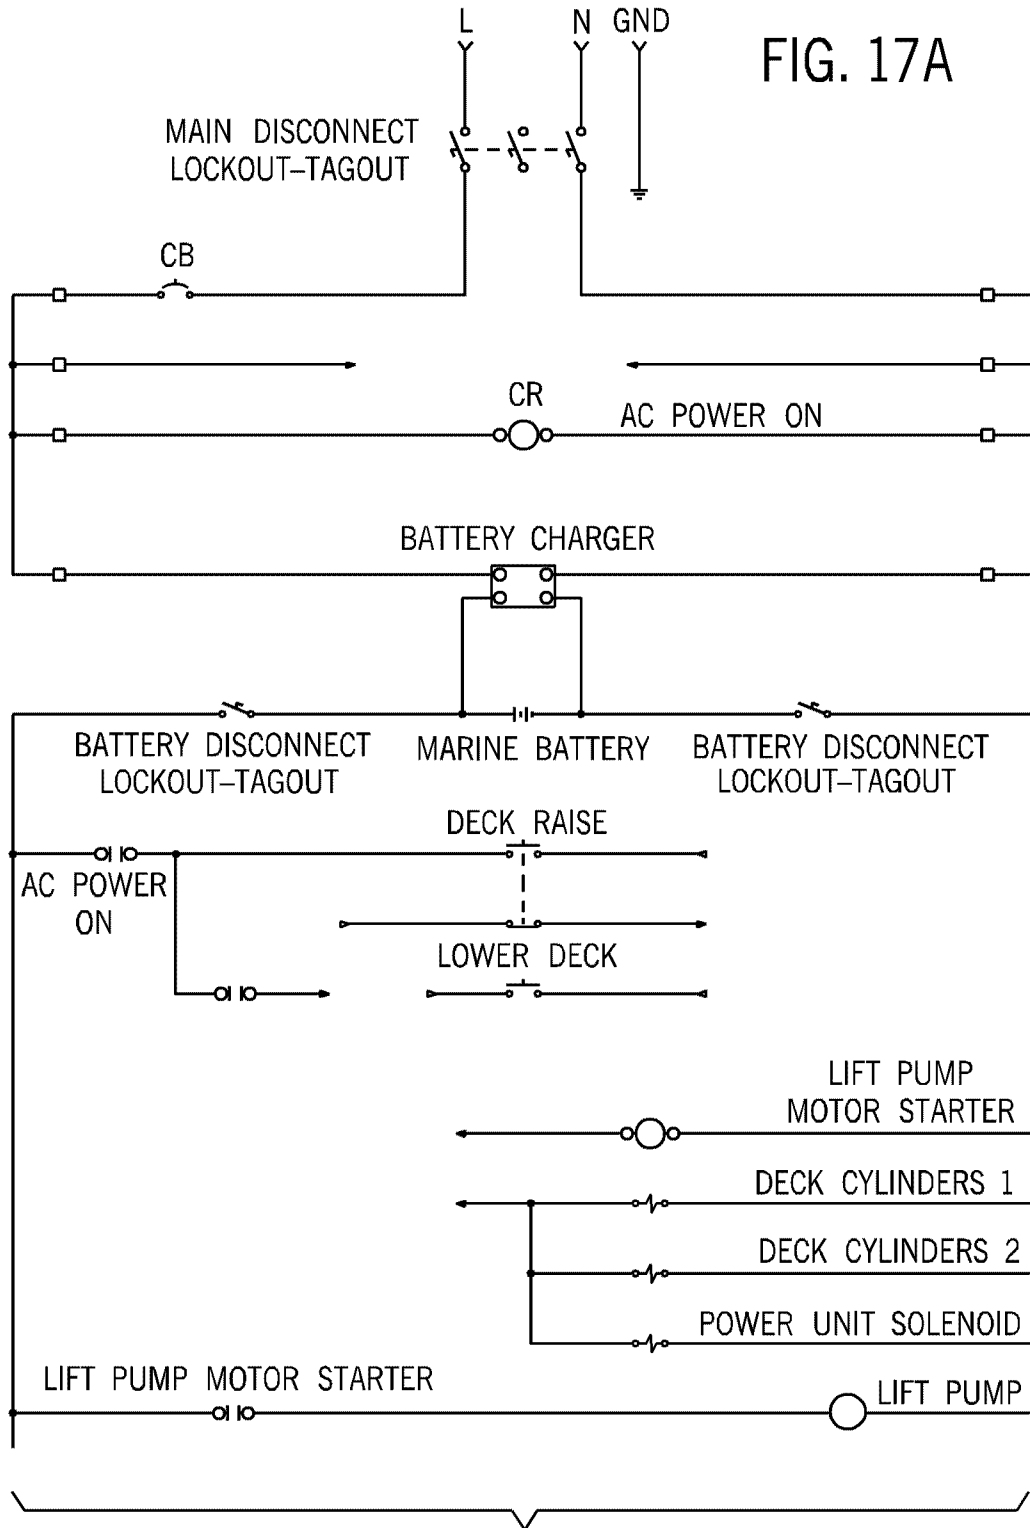 L N GND
FIG. 17A
MAIN DISCONNECT
LOCKOUT–TAGOUT
CB
CR
AC POWER ON
BATTERY CHARGER
BATTERY DISCONNECT
LOCKOUT–TAGOUT
MARINE BATTERY
BATTERY DISCONNECT
LOCKOUT–TAGOUT
DECK RAISE
AC POWER
ON
LOWER DECK
LIFT PUMP
MOTOR STARTER
DECK CYLINDERS 1
DECK CYLINDERS 2
POWER UNIT SOLENOID
LIFT PUMP MOTOR STARTER
LIFT PUMP